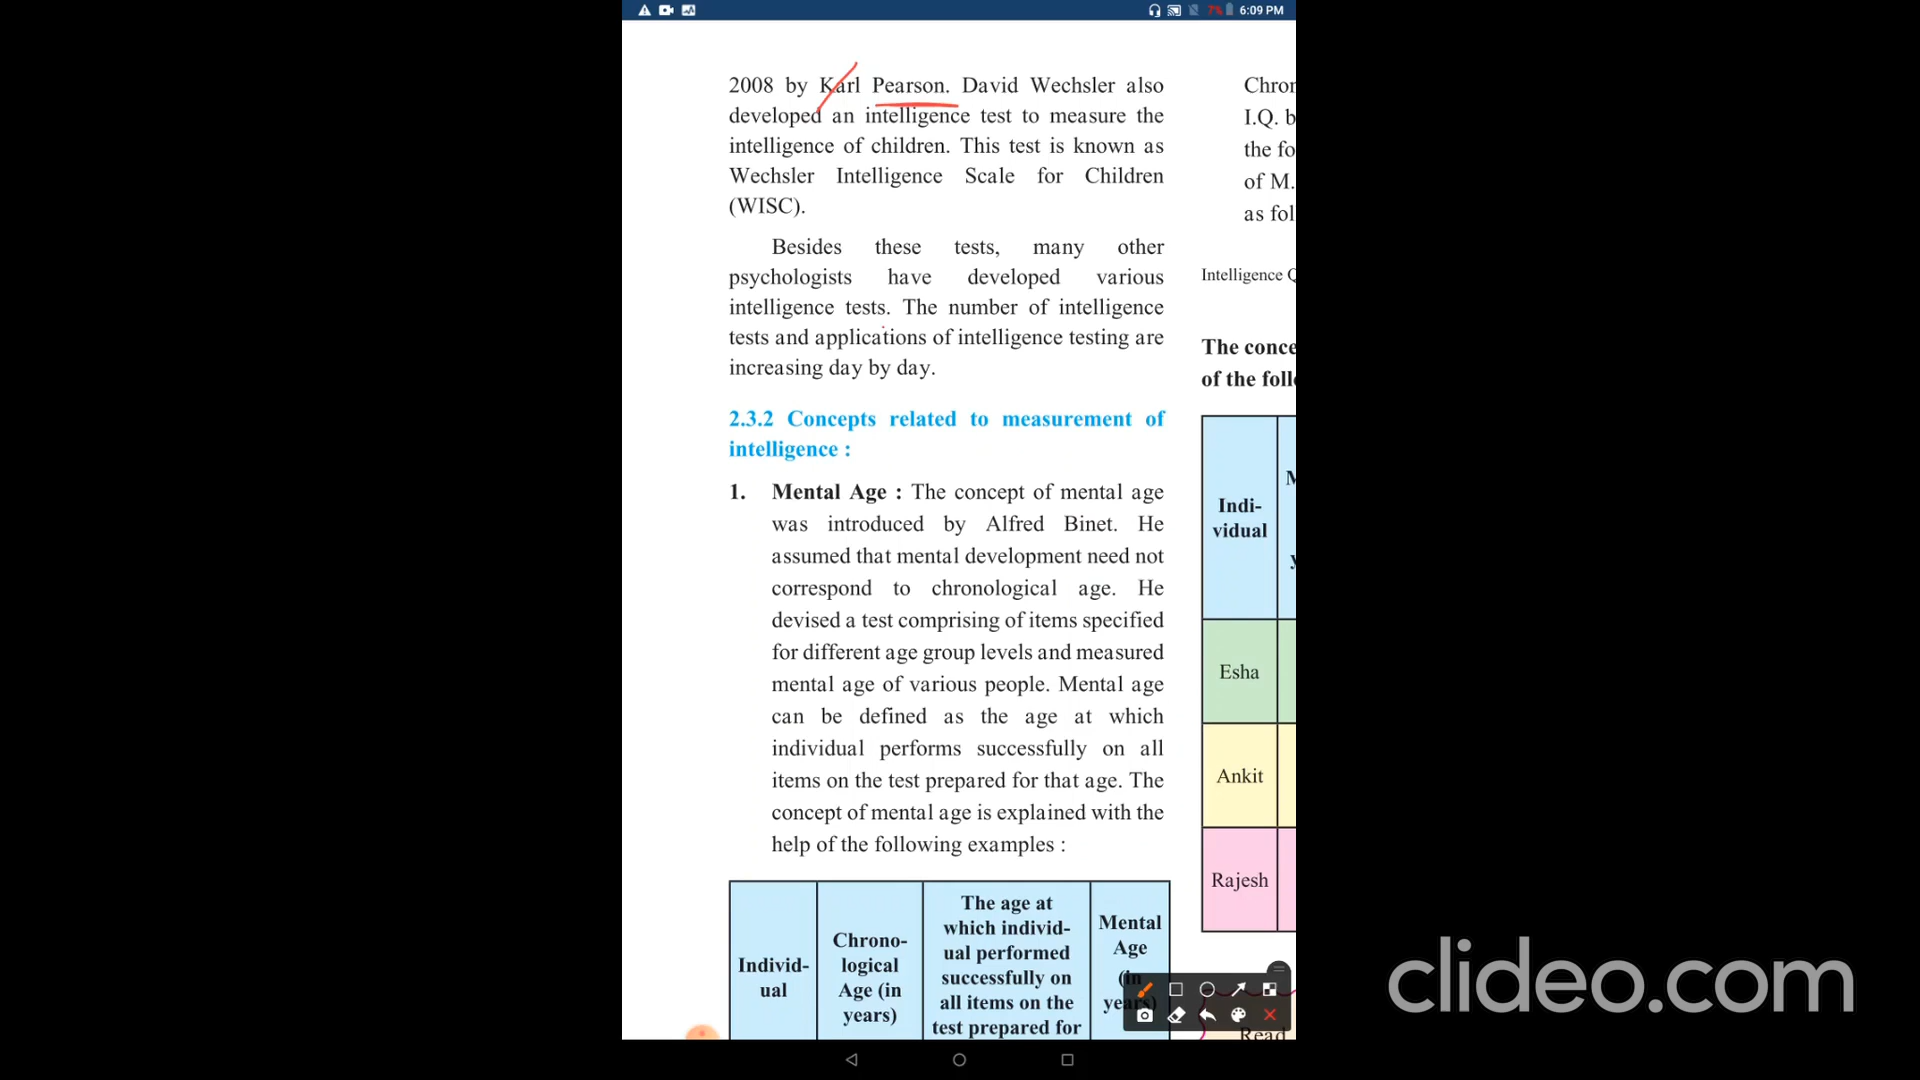 7% 6:09 PM
2008 by Karl Pearson. David Wechsler also
developed an intelligence test to measure the
intelligence of children. This test is known as
Wechsler Intelligence Scale for Children
(WISC).
Besides these tests, many other
psychologists have developed various
intelligence tests. The number of intelligence
tests and applications of intelligence testing are
increasing day by day.
2.3.2 Concepts related to measurement of
intelligence :
1. Mental Age : The concept of mental age
was introduced by Alfred Binet. He
assumed that mental development need not
correspond to chronological age. He
devised a test comprising of items specified
for different age group levels and measured
mental age of various people. Mental age
can be defined as the age at which
individual performs successfully on all
items on the test prepared for that age. The
concept of mental age is explained with the
help of the following examples :
Individ-
ual
Chrono-
logical
Age (in
years)
The age at
which individ-
ual performed
successfully on
all items on the
test prepared for
Mental
Age
(in
years)
I.Q.
the
of M.
as
Intelligence
The
of the
Indi-
vidual
Esha
Ankit
Rajesh
Read
clideo.com